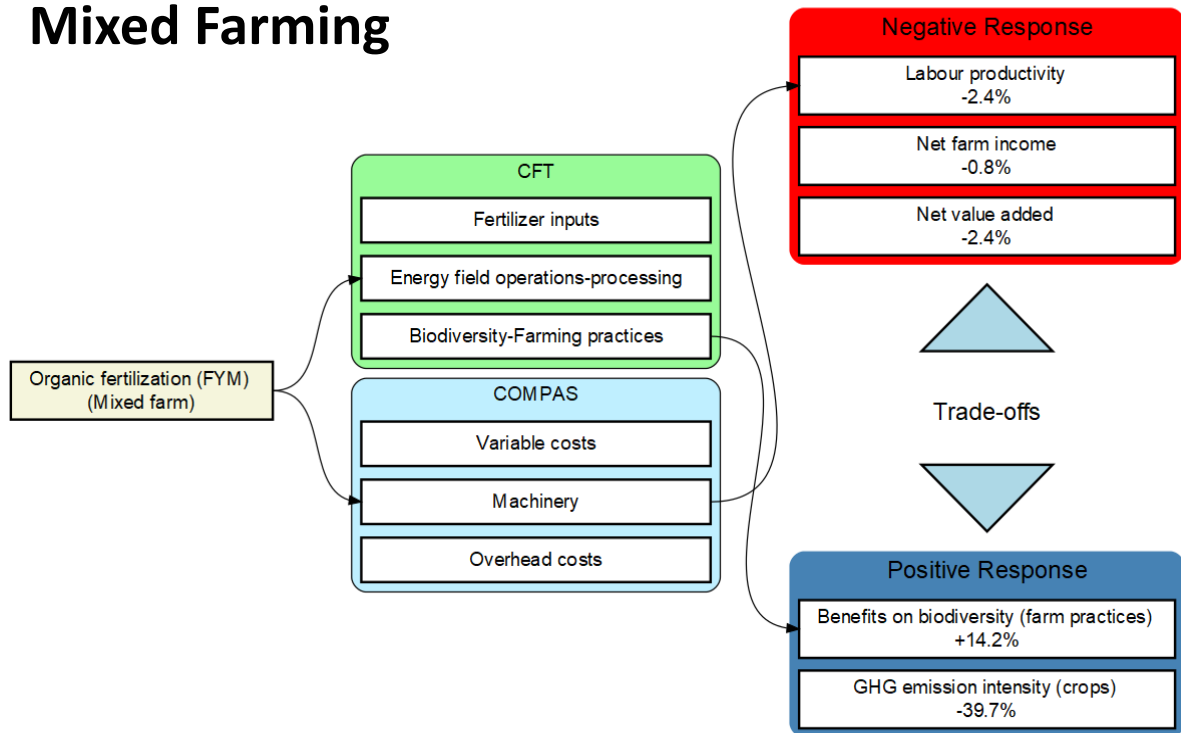 Mixed Farming
Organic fertilization (FYM)
(Mixed farm)
CFT
Fertilizer inputs
Energy field operations-processing
Biodiversity-Farming practices
COMPAS
Variable costs
Machinery
Overhead costs
Negative Response
Labour productivity
-2.4%
Net farm income
-0.8%
Net value added
-2.4%
Trade-offs
Positive Response
Benefits on biodiversity (farm practices)
+14.2%
GHG emission intensity (crops)
-39.7%